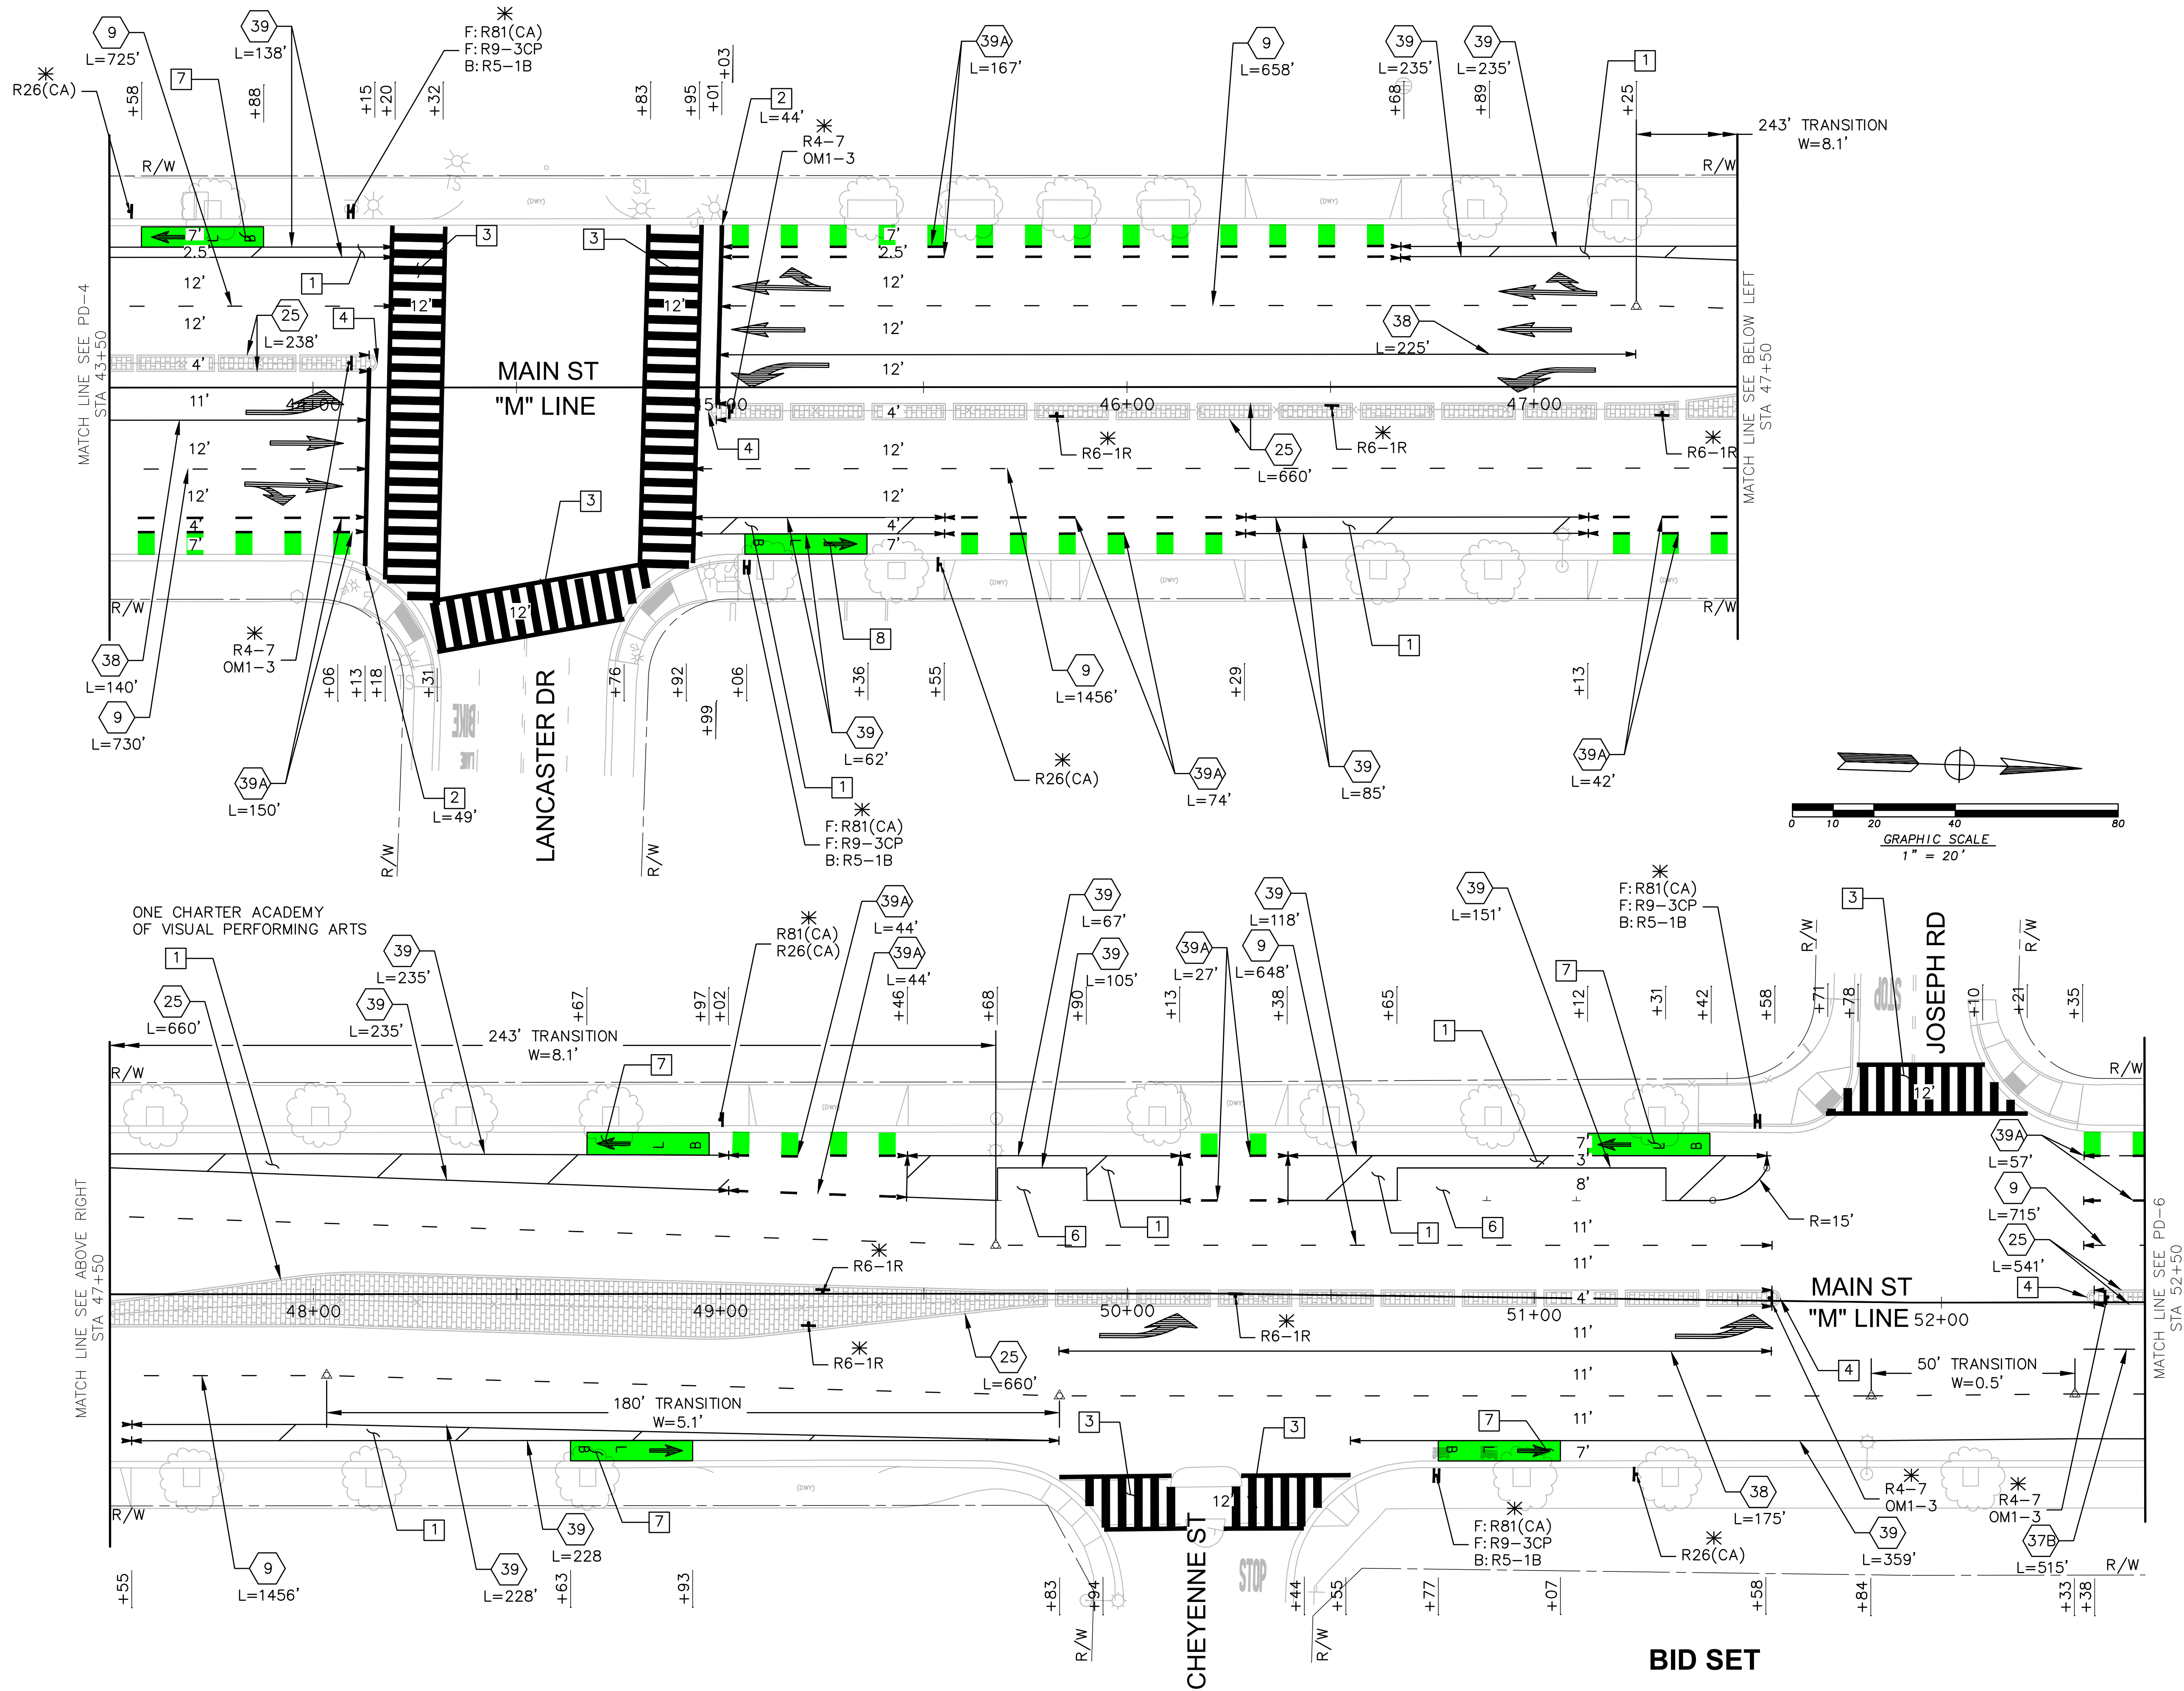 9
L=725'
39
L=138'
F:R81(CA)
F:R9-3CP
B:R5-1B
R26(CA)
7
+58
+88
+15
+20
+32
+83
+95
+01
+03
2
L=44'
R4-7
OM1-3
39A
L=167'
9
L=658'
39
L=235'
+68
39
L=235'
+89
1
+25
243' TRANSITION
W=8.1'
R/W
R/W
ST
ST
(DWY)
(DWY)
7'
L
B
2.5'
12'
12'
4'
11'
12'
12'
4'
7'
1
3
3
12'
12'
25
L=238'
4
MAIN ST
"M" LINE
44+00
45+00
46+00
47+00
7'
2.5'
12'
12'
12'
4'
12'
12'
4'
7'
38
L=225'
4
R6-1R
R6-1R
R6-1R
25
L=660'
MATCH LINE SEE PD-4
STA 43+50
MATCH LINE SEE BELOW LEFT
STA 47+50
3
12'
B
L
8
(DWY)
(DWY)
(DWY)
1
R/W
R/W
38
L=140'
9
L=730'
R4-7
OM1-3
+06
+13
+18
+31
+76
+92
+99
+06
+36
+55
+29
+13
39A
L=150'
2
L=49'
BIKE
LANE
LANCASTER DR
R/W
R/W
39
L=62'
1
F:R81(CA)
F:R9-3CP
B:R5-1B
R26(CA)
9
L=1456'
39A
L=74'
39
L=85'
39A
L=42'
0 10 20 40 80
GRAPHIC SCALE
1" = 20'
ONE CHARTER ACADEMY
OF VISUAL PERFORMING ARTS
1
25
L=660'
39
L=235'
39
L=235'
+67
+97
+02
243' TRANSITION
W=8.1'
7
R81(CA)
R26(CA)
39A
L=44'
39A
L=44'
+46
+68
39
L=67'
39
L=105'
+90
+13
39A
L=27'
9
L=648'
39
L=118'
+38
+65
1
39
L=151'
7
+12
+31
+42
+58
F:R81(CA)
F:R9-3CP
B:R5-1B
3
R/W
R/W
+71
+78
+10
+21
+35
STOP
JOSEPH RD
12'
R/W
R/W
(DWY)
(DWY)
L
B
7'
3'
8'
11'
11'
4'
11'
11'
11'
7'
L
B
6
1
1
6
R=15'
39A
L=57'
9
L=715'
25
L=541'
4
R6-1R
R6-1R
R6-1R
48+00
49+00
50+00
51+00
52+00
MAIN ST
"M" LINE
MATCH LINE SEE ABOVE RIGHT
STA 47+50
MATCH LINE SEE PD-6
STA 52+50
25
L=660'
4
50' TRANSITION
W=0.5'
180' TRANSITION
W=5.1'
3
3
7
B
L
B
L
12'
(DWY)
R/W
1
9
L=1456'
39
L=228'
39
L=228
7
+55
+63
+93
+83
+94
+44
+55
+77
+07
+58
+84
+33
+38
CHEYENNE ST
STOP
R/W
R/W
F:R81(CA)
F:R9-3CP
B:R5-1B
R26(CA)
38
L=175'
39
L=359'
R4-7
OM1-3
R4-7
OM1-3
37B
L=515'
R/W
BID SET